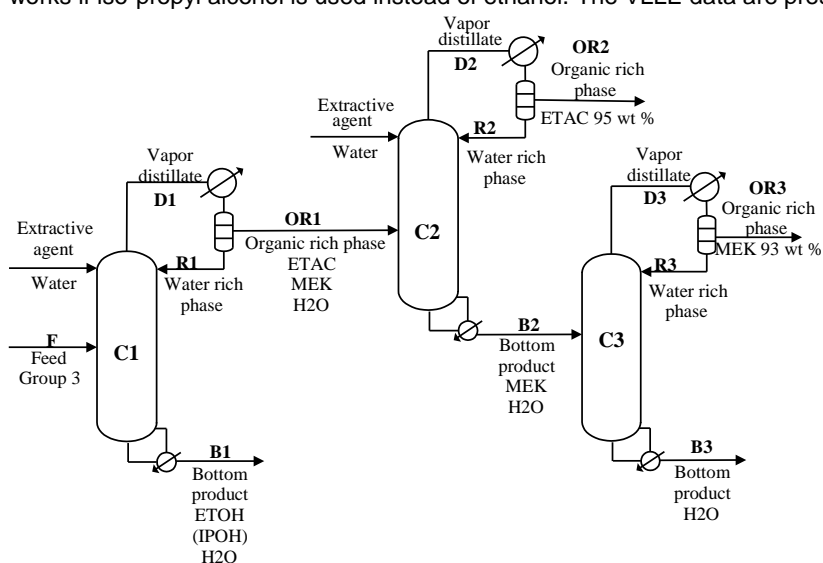 works if iso-propyl alcohol is used instead of ethanol. The VLLE data are
Vapor
distillate
D2
OR2
Organic rich
phase
ETAC 95 wt %
Extractive
agent
Water
R2
Water rich
phase
C2
Vapor
distillate
D1
OR1
Organic rich phase
ETAC
MEK
H2O
Extractive
agent
Water
R1
Water rich
phase
F
Feed
Group 3
C1
B1
Bottom
product
ETOH
(IPOH)
H2O
B2
Bottom
product
MEK
H2O
Vapor
distillate
D3
OR3
Organic rich
phase
MEK 93 wt %
R3
Water rich
phase
C3
B3
Bottom
product
H2O